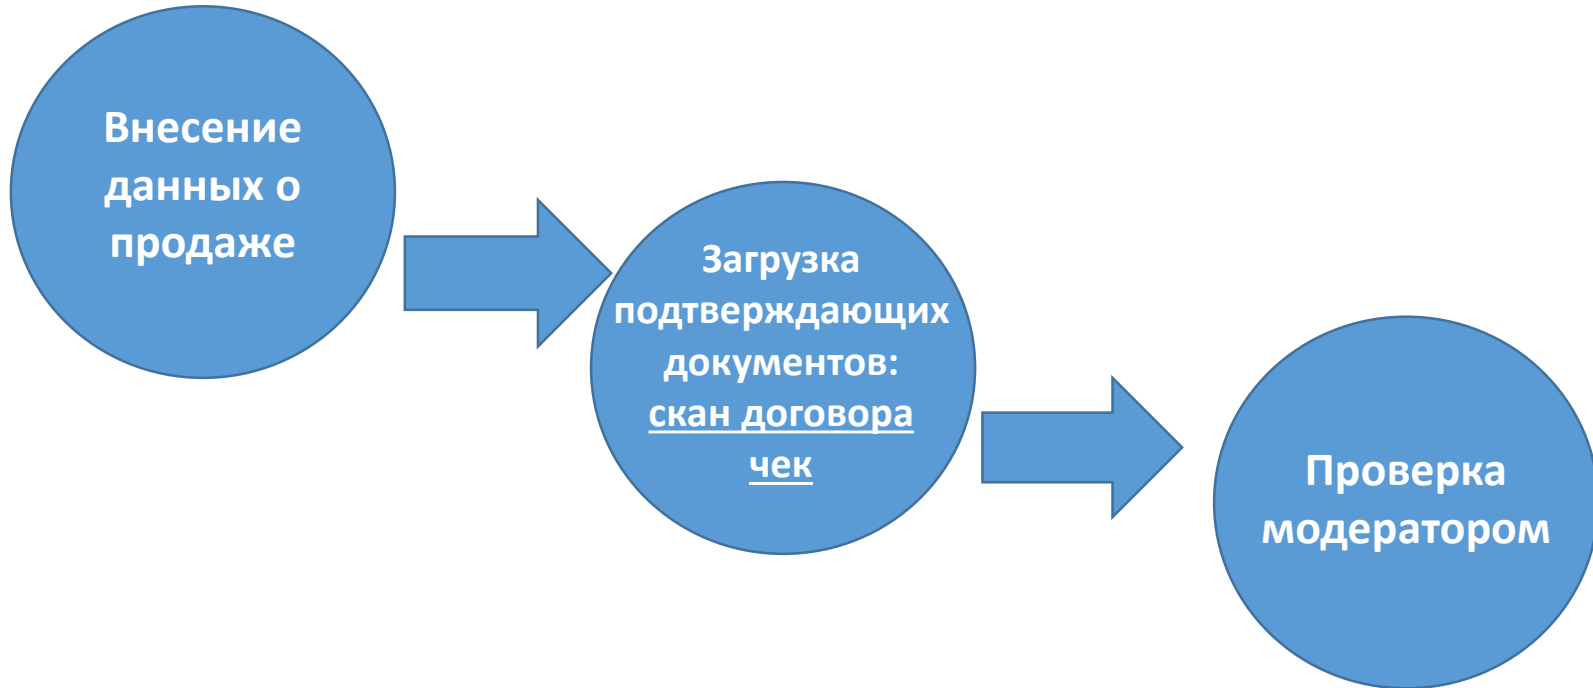 Внесение
данных о
продаже
Загрузка
подтверждающих
документов:
скан договора
чек
Проверка
модератором